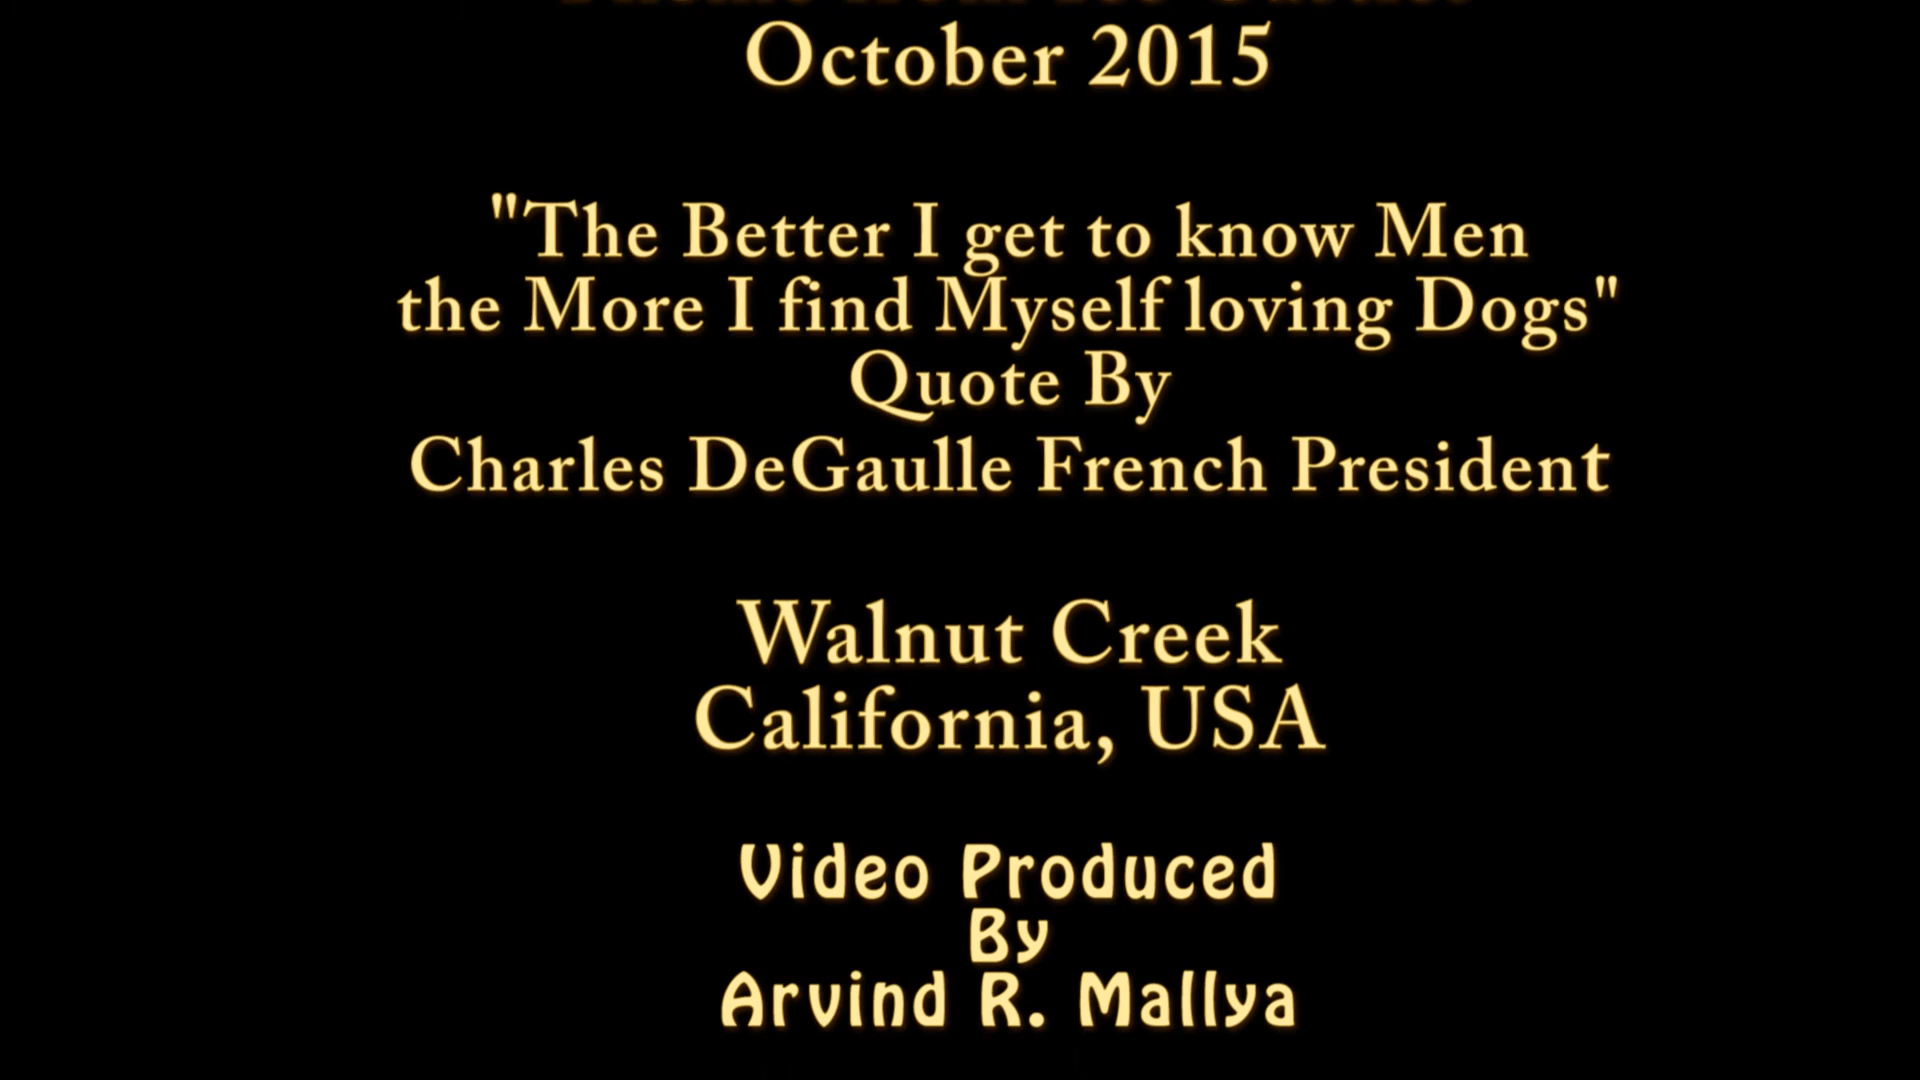 October 2015
"The Better I get to know Men
the More I find Myself loving Dogs"
Quote By
Charles DeGaulle French President
Walnut Creek
California, USA
Video Produced
By
Arvind R. Mallya